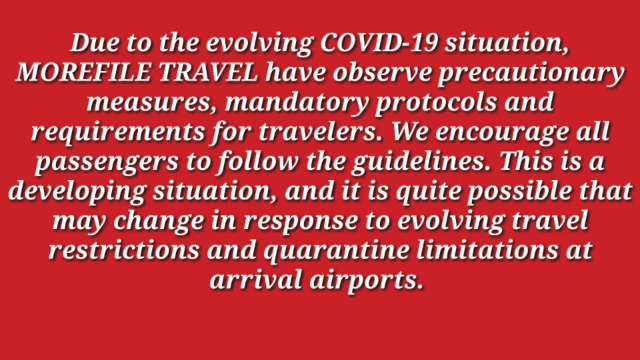 Due to the evolving COVID-19 situation,
MOREFILE TRAVEL have observe precautionary
measures, mandatory protocols and
requirements for travelers. We encourage all
passengers to follow the guidelines. This is a
developing situation, and it is quite possible that
may change in response to evolving travel
restrictions and quarantine limitations at
arrival airports.